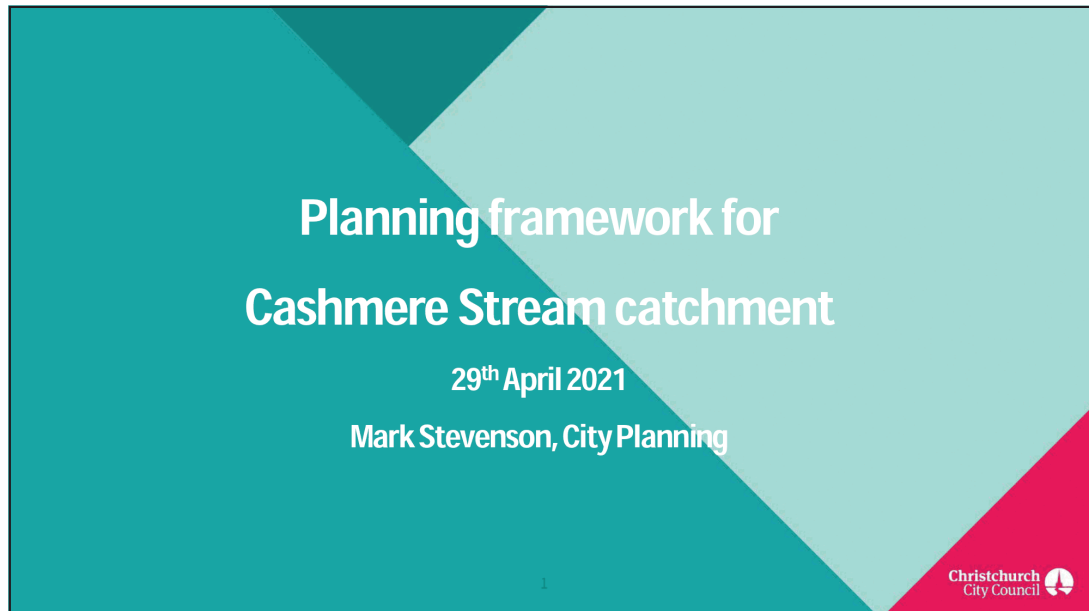 Planning framework for
Cashmere Stream catchment
29th April 2021
Mark Stevenson, City Planning
1
Christchurch
City Council